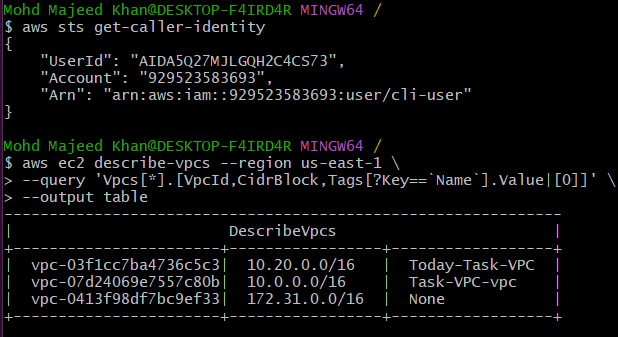 Mohd Majeed Khan@DESKTOP-F4IRD4R MINGW64 /
$ aws sts get-caller-identity
{
    "UserId": "AIDA5Q27MJLGQH2C4CS73",
    "Account": "929523583693",
    "Arn": "arn:aws:iam::929523583693:user/cli-user"
}
Mohd Majeed Khan@DESKTOP-F4IRD4R MINGW64 /
$ aws ec2 describe-vpcs --region us-east-1 \
> --query 'Vpcs[*].[VpcId,CidrBlock,Tags[?Key==`Name`].Value|[0]]' \
> --output table
--------------------------------------------------------------
|                        DescribeVpcs                        |
+-----------------------+-----------------+------------------+
|  vpc-03f1cc7ba4736c5c3|  10.20.0.0/16   |  Today-Task-VPC  |
|  vpc-07d24069e7557c80b|  10.0.0.0/16    |  Task-VPC-vpc    |
|  vpc-0413f98df7bc9ef33|  172.31.0.0/16  |  None            |
+-----------------------+-----------------+------------------+